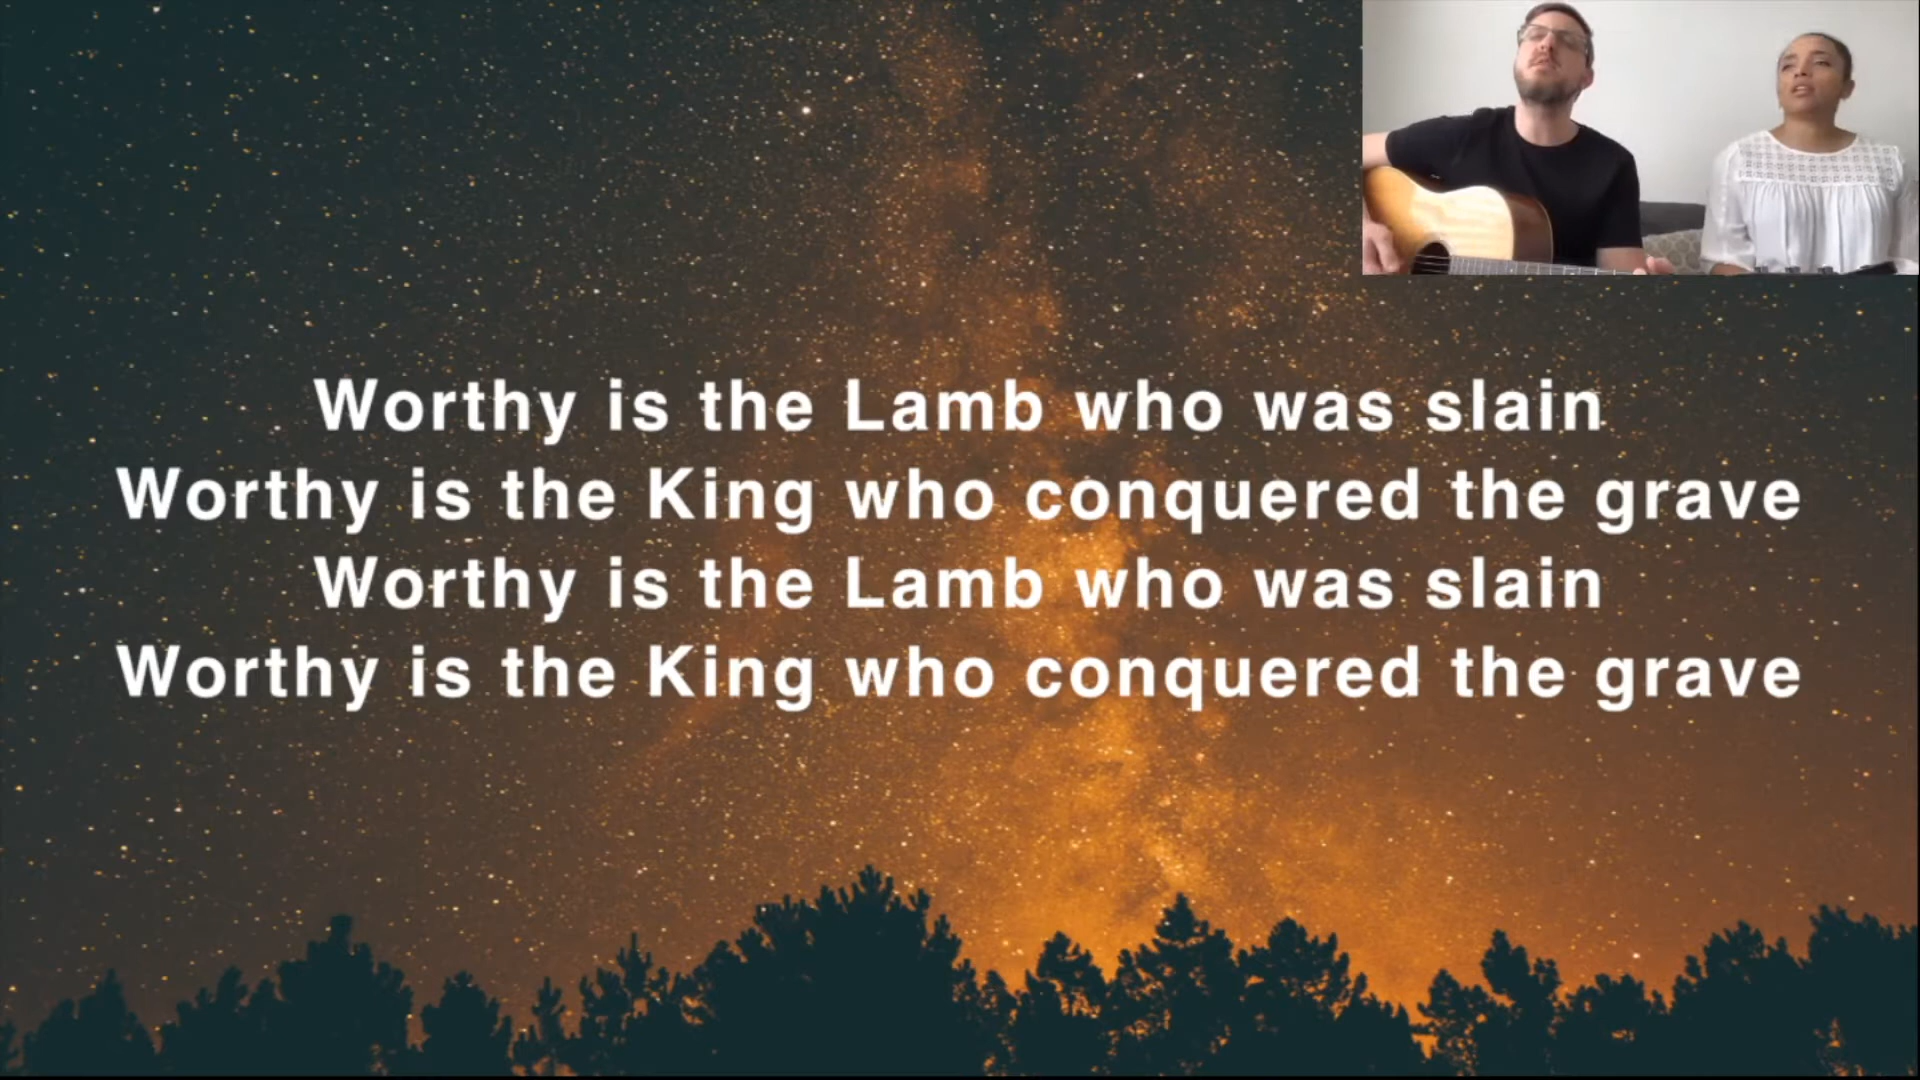 Worthy is the Lamb who was slain
Worthy is the King who conquered the grave
Worthy is the Lamb who was slain
Worthy is the King who conquered the grave